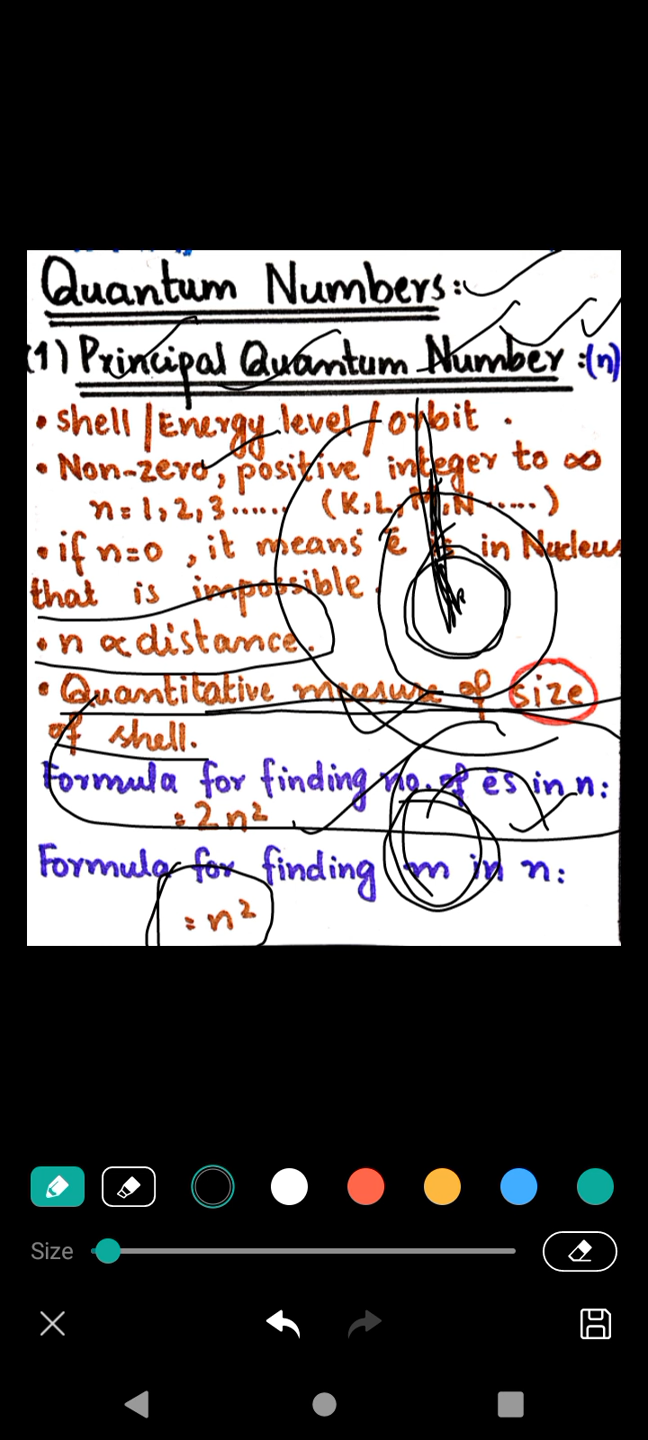 Quantum Numbers:
(1) Principal Quantum Number :(n)
• shell/Energy level/orbit.
• Non-zero, positive integer to ∞
n=1,2,3...... (K,L,M,N.....)
• if n=0, it means ē is in Nucleus
that is impossible.
• n ∝ distance.
• Quantitative measure of size
of shell.
Formula for finding no. of ēs in n:
= 2n²
Formula for finding m in n:
= n²
Size